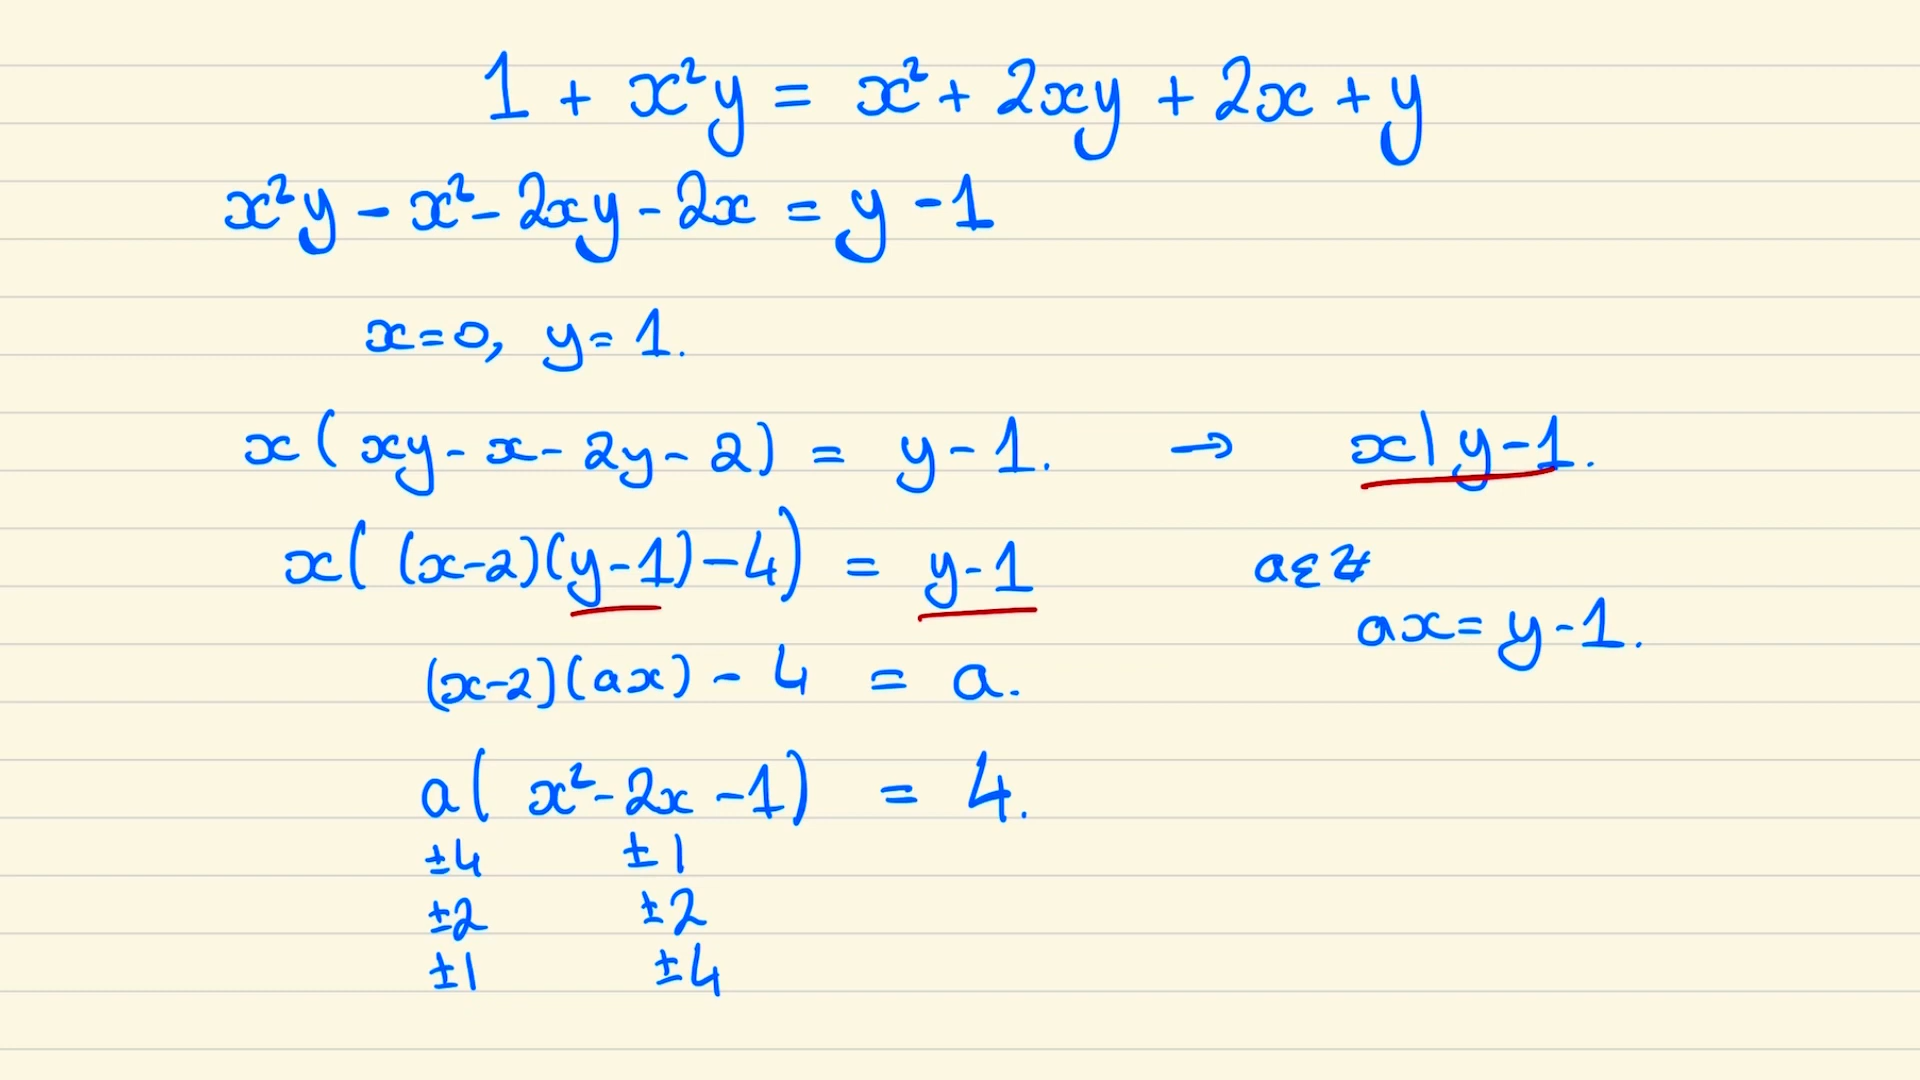 1 + x²y = x² + 2xy + 2x + y
x²y - x² - 2xy - 2x = y - 1
x=0, y=1.
x(xy - x - 2y - 2) = y - 1. → x|y-1.
x((x-2)(y-1)-4) = y-1 a∈ℤ
ax = y-1.
(x-2)(ax) - 4 = a.
a(x²-2x-1) = 4.
±4 ±1
±2 ±2
±1 ±4